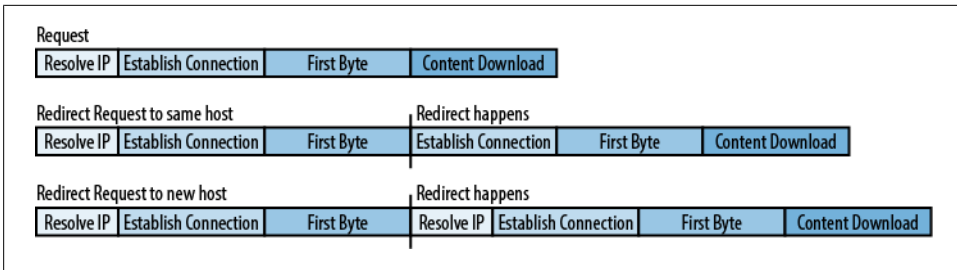 Request
Resolve IP Establish Connection First Byte Content Download
Redirect Request to same host Redirect happens
Resolve IP Establish Connection First Byte Establish Connection First Byte Content Download
Redirect Request to new host Redirect happens
Resolve IP Establish Connection First Byte Resolve IP Establish Connection First Byte Content Download